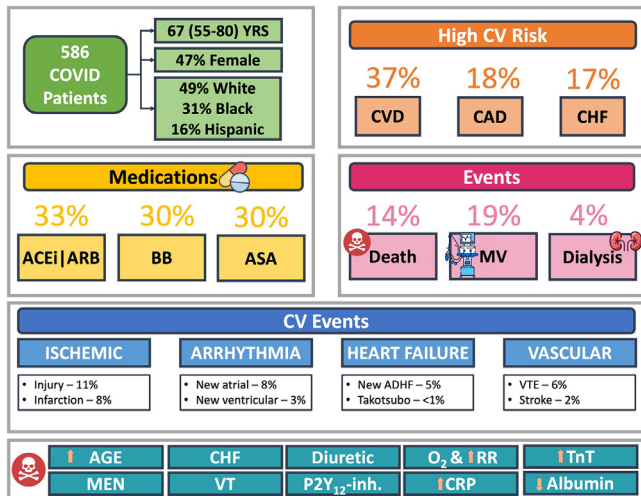 586
COVID
Patients
67 (55-80) YRS
47% Female
49% White
31% Black
16% Hispanic
High CV Risk
37% 18% 17%
CVD CAD CHF
Medications
33% 30% 30%
ACEi|ARB BB ASA
Events
14% 19% 4%
Death MV Dialysis
CV Events
ISCHEMIC
• Injury – 11%
• Infarction – 8%
ARRHYTHMIA
• New atrial – 8%
• New ventricular – 3%
HEART FAILURE
• New ADHF – 5%
• Takotsubo – <1%
VASCULAR
• VTE – 6%
• Stroke – 2%
↑ AGE CHF Diuretic O₂ & ↑RR ↑TnT
MEN VT P2Y₁₂-inh. ↑CRP ↓Albumin